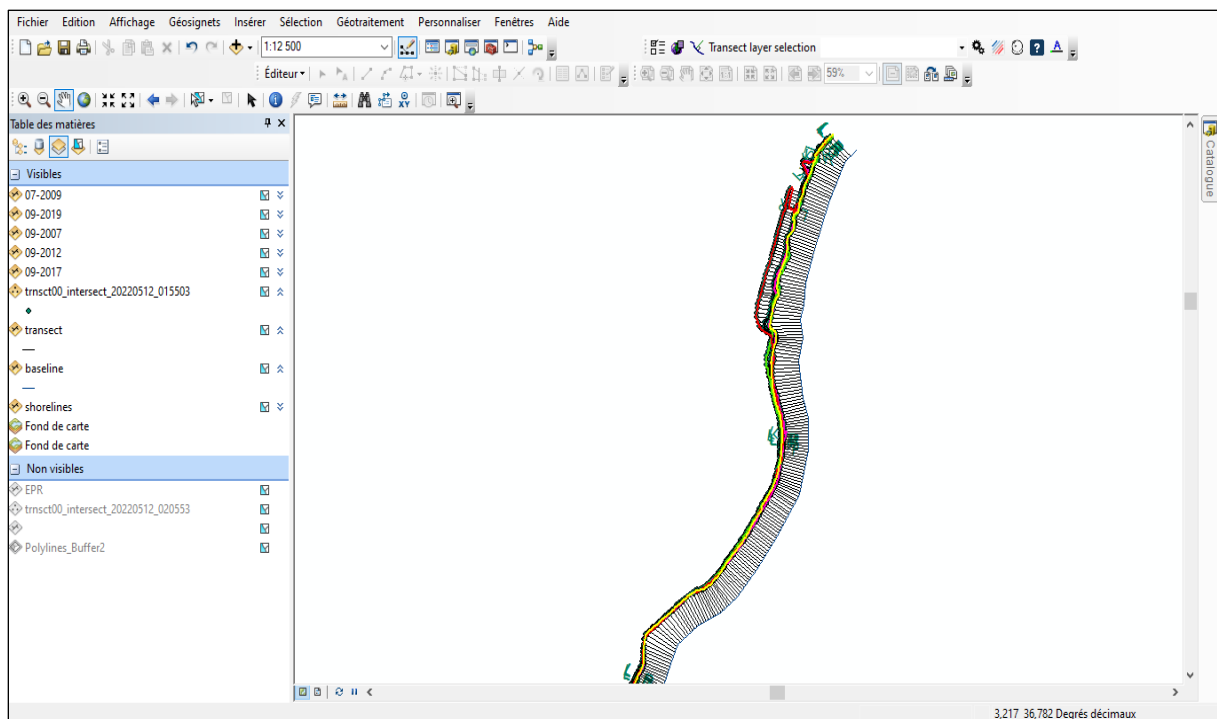 Fichier Edition Affichage Géosignets Insérer Sélection Géotraitement Personnaliser Fenêtres Aide
1:12 500
Transect layer selection
Éditeur
59%
Table des matières
Visibles
07-2009
09-2019
09-2007
09-2012
09-2017
trnsct00_intersect_20220512_015503
transect
baseline
shorelines
Fond de carte
Fond de carte
Non visibles
EPR
trnsct00_intersect_20220512_020553
Polylines_Buffer2
Catalogue
3,217 36,782 Degrés décimaux